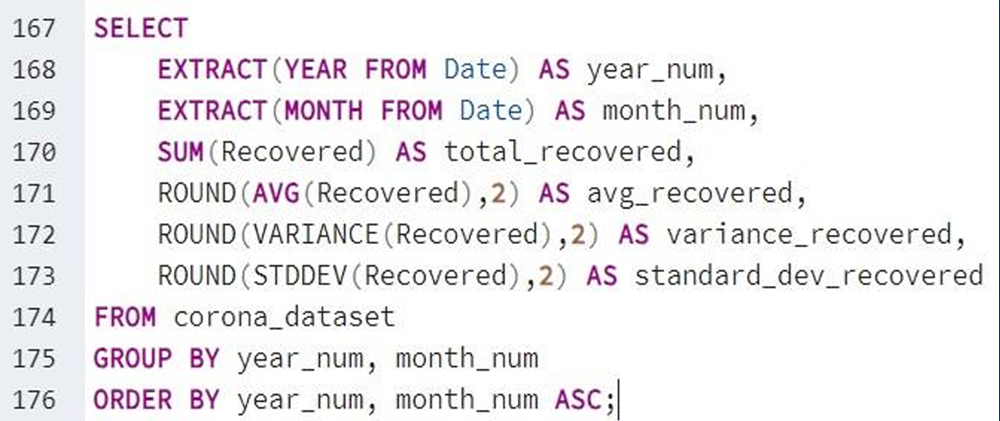 167 SELECT
168     EXTRACT(YEAR FROM Date) AS year_num,
169     EXTRACT(MONTH FROM Date) AS month_num,
170     SUM(Recovered) AS total_recovered,
171     ROUND(AVG(Recovered),2) AS avg_recovered,
172     ROUND(VARIANCE(Recovered),2) AS variance_recovered,
173     ROUND(STDDEV(Recovered),2) AS standard_dev_recovered
174 FROM corona_dataset
175 GROUP BY year_num, month_num
176 ORDER BY year_num, month_num ASC;